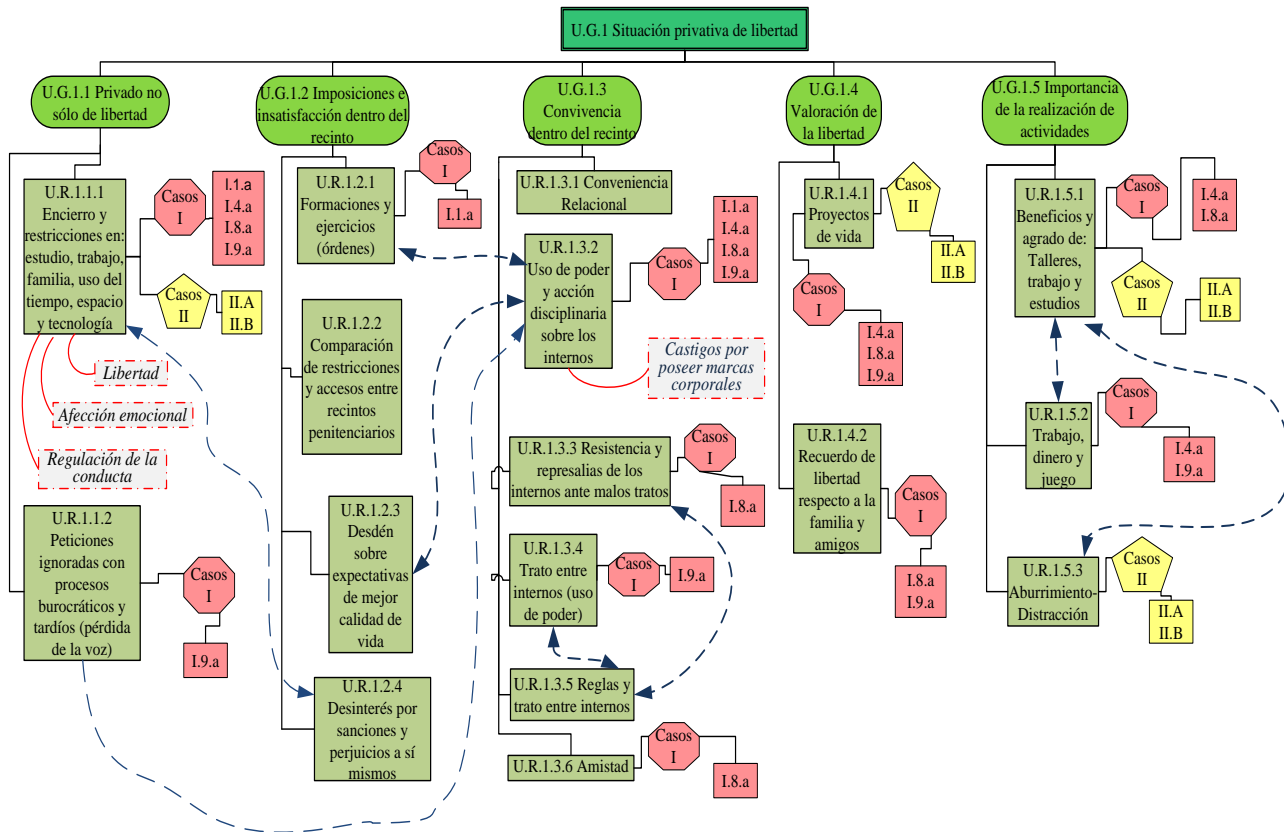 U.G.1 Situación privativa de libertad
U.G.1.1 Privado no
sólo de libertad
U.R.1.1.1
Encierro y
restricciones en:
estudio, trabajo,
familia, uso del
tiempo, espacio
y tecnología
Casos
I
I.1.a
I.4.a
I.8.a
I.9.a
Casos
II
II.A
II.B
Libertad
Afección emocional
Regulación de la
conducta
U.R.1.1.2
Peticiones
ignoradas con
procesos
burocráticos y
tardíos (pérdida
de la voz)
Casos
I
I.9.a
U.G.1.2 Imposiciones e
insatisfacción dentro del
recinto
U.R.1.2.1
Formaciones y
ejercicios
(órdenes)
Casos
I
I.1.a
U.R.1.2.2
Comparación
de restricciones
y accesos entre
recintos
penitenciarios
U.R.1.2.3
Desdén sobre
expectativas
de mejor
calidad de
vida
U.R.1.2.4
Desinterés por
sanciones y
perjuicios a sí
mismos
U.G.1.3
Convivencia
dentro del recinto
U.R.1.3.1 Conveniencia
Relacional
U.R.1.3.2
Uso de poder
y acción
disciplinaria
sobre los
internos
Casos
I
I.1.a
I.4.a
I.8.a
I.9.a
Castigos por
poseer marcas
corporales
U.R.1.3.3 Resistencia y
represalias de los
internos ante malos tratos
Casos
I
I.8.a
U.R.1.3.4
Trato entre
internos (uso
de poder)
Casos
I
I.9.a
U.R.1.3.5 Reglas y
trato entre internos
U.R.1.3.6 Amistad
Casos
I
I.8.a
U.G.1.4
Valoración de
la libertad
U.R.1.4.1
Proyectos
de vida
Casos
II
II.A
II.B
Casos
I
I.4.a
I.8.a
I.9.a
U.R.1.4.2
Recuerdo de
libertad
respecto a la
familia y
amigos
Casos
I
I.8.a
I.9.a
U.G.1.5 Importancia
de la realización de
actividades
U.R.1.5.1
Beneficios y
agrado de:
Talleres,
trabajo y
estudios
Casos
I
I.4.a
I.8.a
Casos
II
II.A
II.B
U.R.1.5.2
Trabajo,
dinero y
juego
Casos
I
I.4.a
I.9.a
U.R.1.5.3
Aburrimiento-
Distracción
Casos
II
II.A
II.B